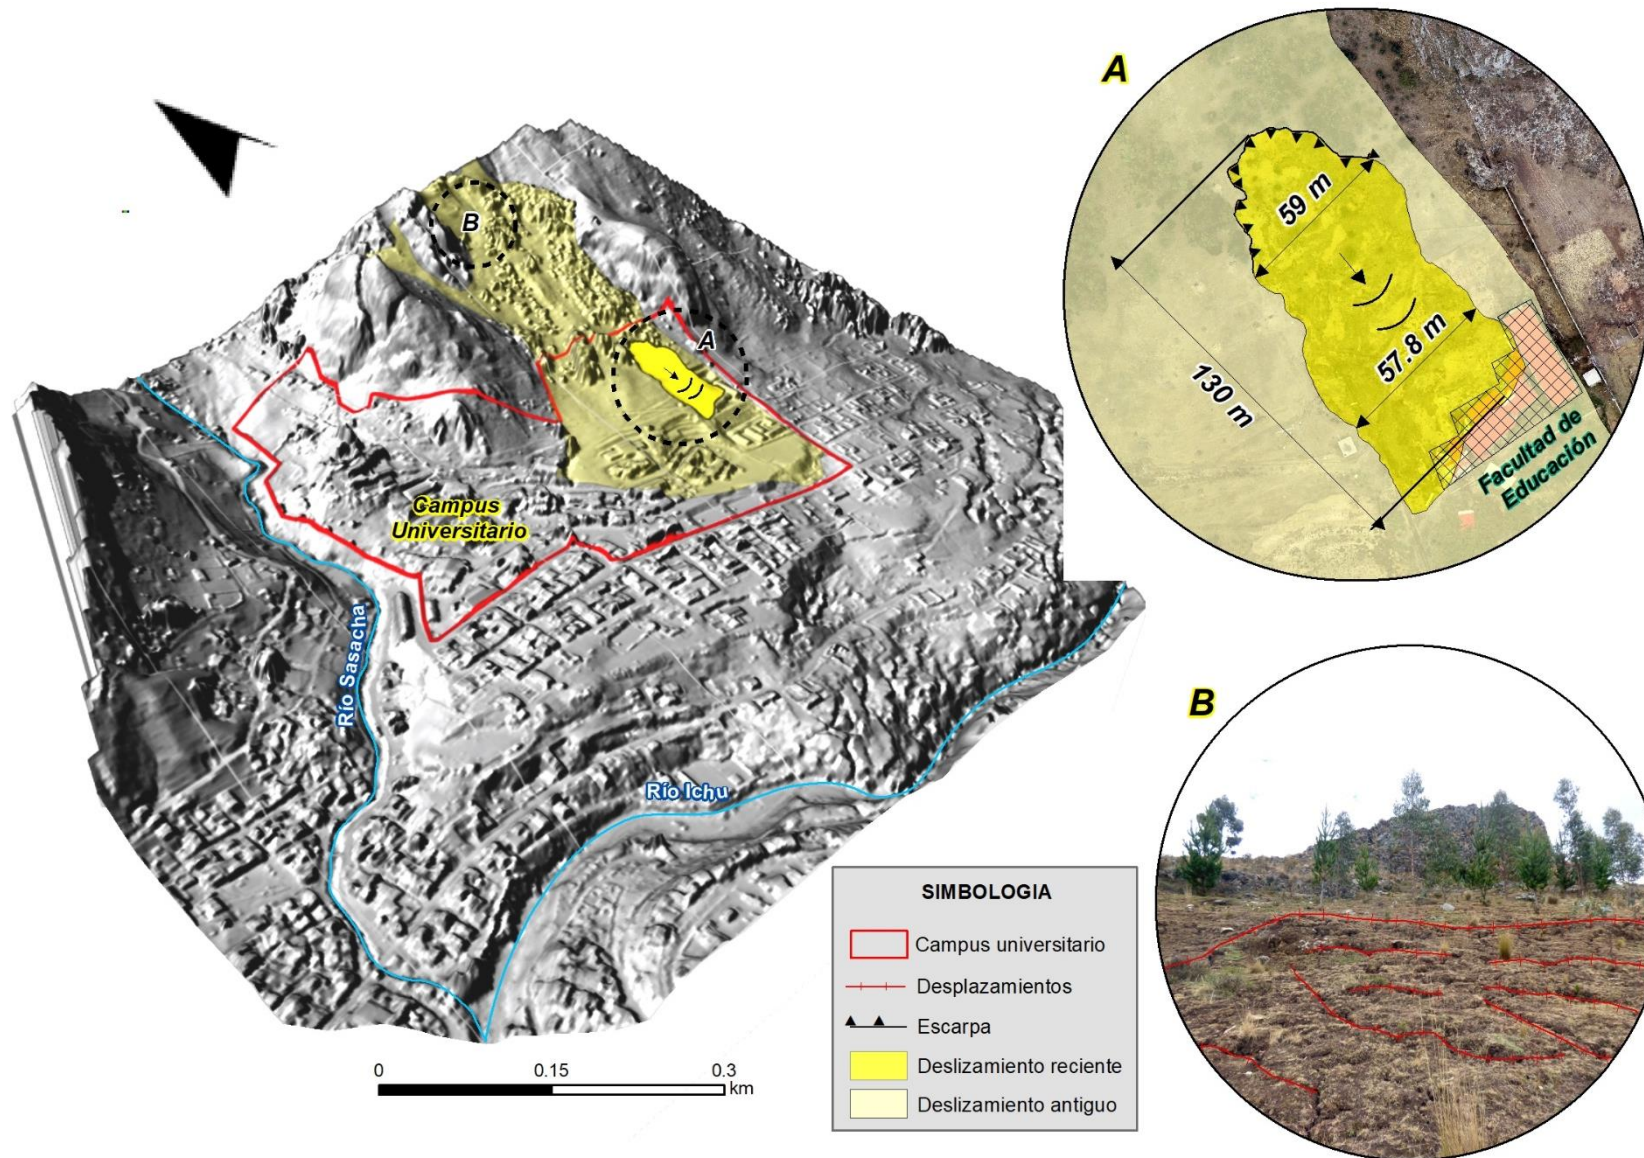 A
59 m
57.8 m
130 m
Facultad de
Educación
B
A
Campus
Universitario
Río Sasacha
Río Ichu
0 0.15 0.3
km
SIMBOLOGIA
Campus universitario
Desplazamientos
Escarpa
Deslizamiento reciente
Deslizamiento antiguo
B